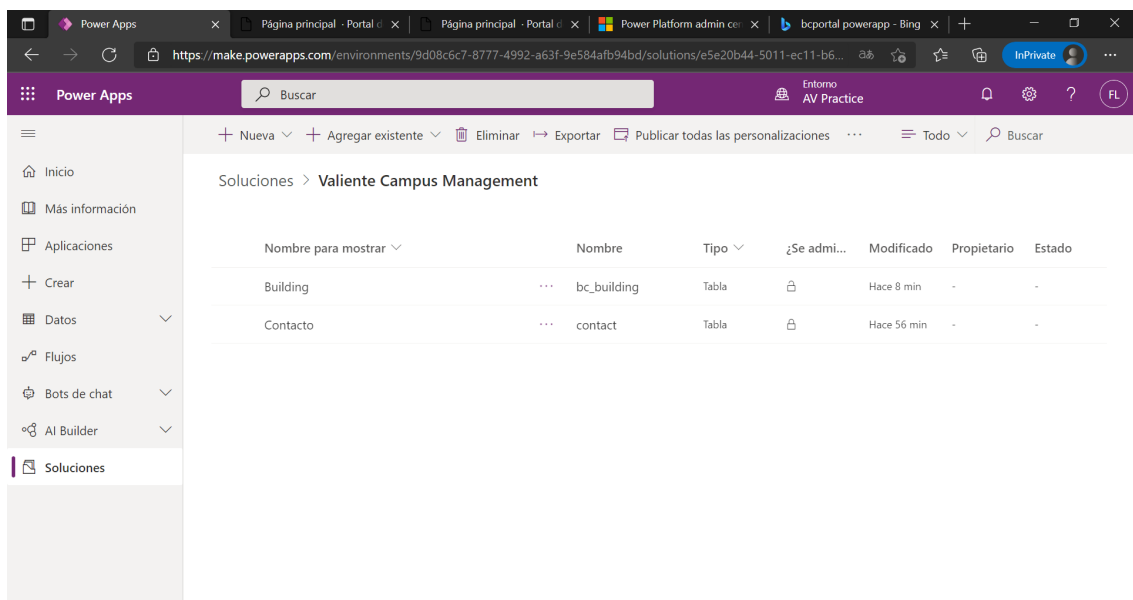 Power Apps
Página principal · Portal d
Página principal · Portal d
Power Platform admin cer
bcportal powerapp - Bing
https://make.powerapps.com/environments/9d08c6c7-8777-4992-a63f-9e584afb94bd/solutions/e5e20b44-5011-ec11-b6...
InPrivate
Power Apps
Buscar
Entorno
AV Practice
FL
Nueva
Agregar existente
Eliminar
Exportar
Publicar todas las personalizaciones
Todo
Buscar
Inicio
Más información
Aplicaciones
Crear
Datos
Flujos
Bots de chat
AI Builder
Soluciones
Soluciones > Valiente Campus Management
Nombre para mostrar Nombre Tipo ¿Se admi... Modificado Propietario Estado
Building ... bc_building Tabla Hace 8 min - -
Contacto ... contact Tabla Hace 56 min - -